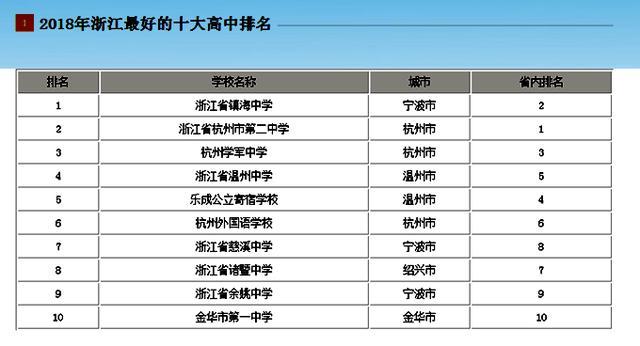 1 2018年浙江最好的十大高中排名
排名 学校名称 城市 省内排名
1 浙江省镇海中学 宁波市 2
2 浙江省杭州市第二中学 杭州市 1
3 杭州学军中学 杭州市 3
4 浙江省温州中学 温州市 5
5 乐成公立寄宿学校 温州市 4
6 杭州外国语学校 杭州市 6
7 浙江省慈溪中学 宁波市 8
8 浙江省诸暨中学 绍兴市 7
9 浙江省余姚中学 宁波市 9
10 金华市第一中学 金华市 10